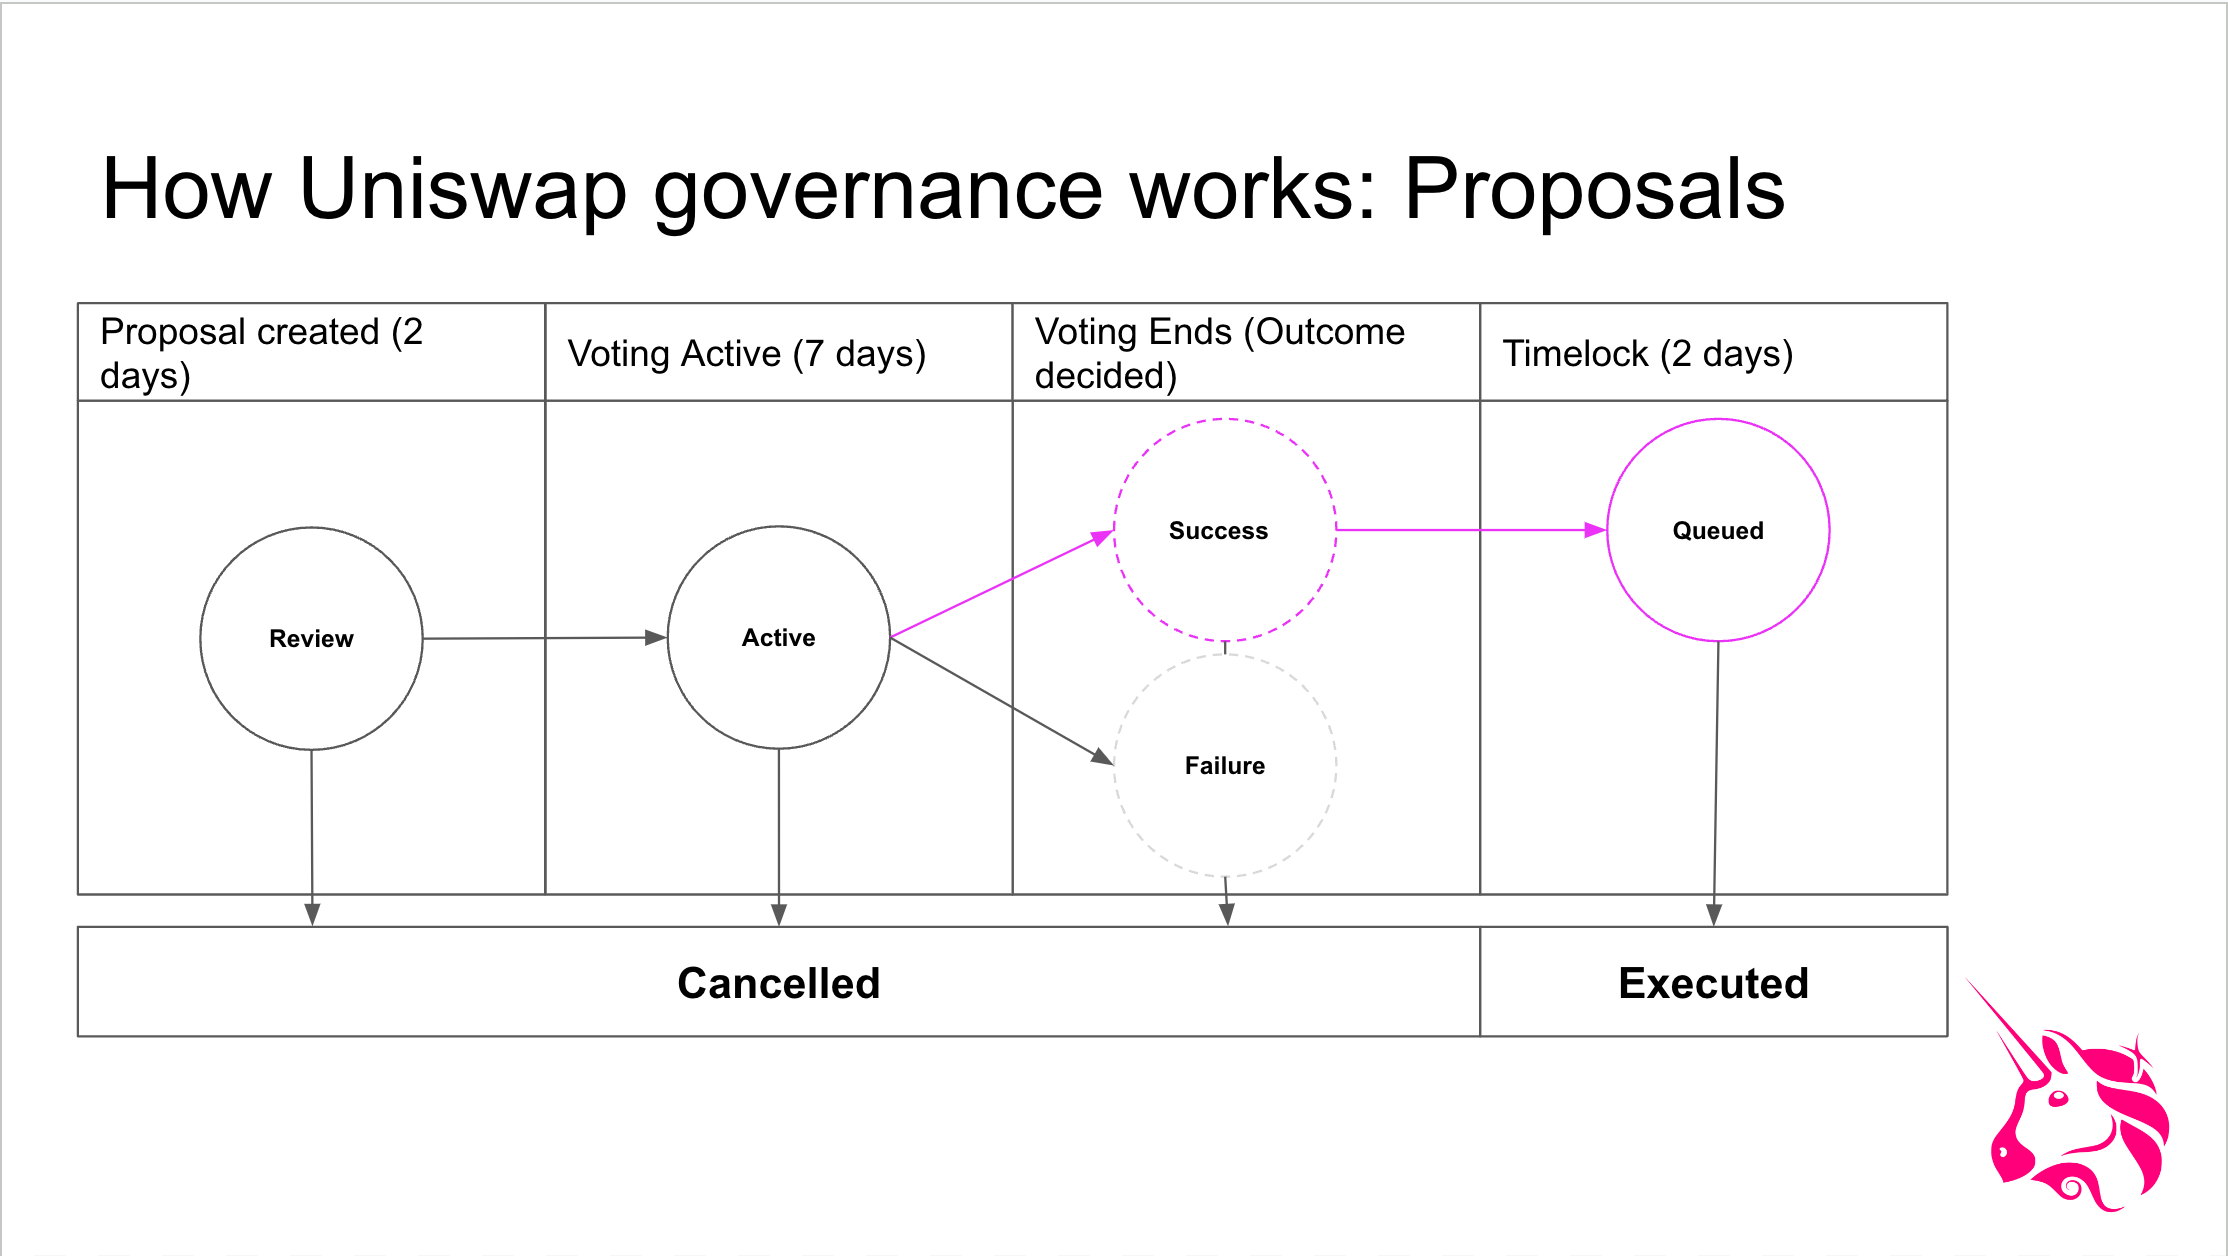 How Uniswap governance works: Proposals
Proposal created (2
days)
Voting Active (7 days)
Voting Ends (Outcome
decided)
Timelock (2 days)
Review
Active
Success
Failure
Queued
Cancelled
Executed